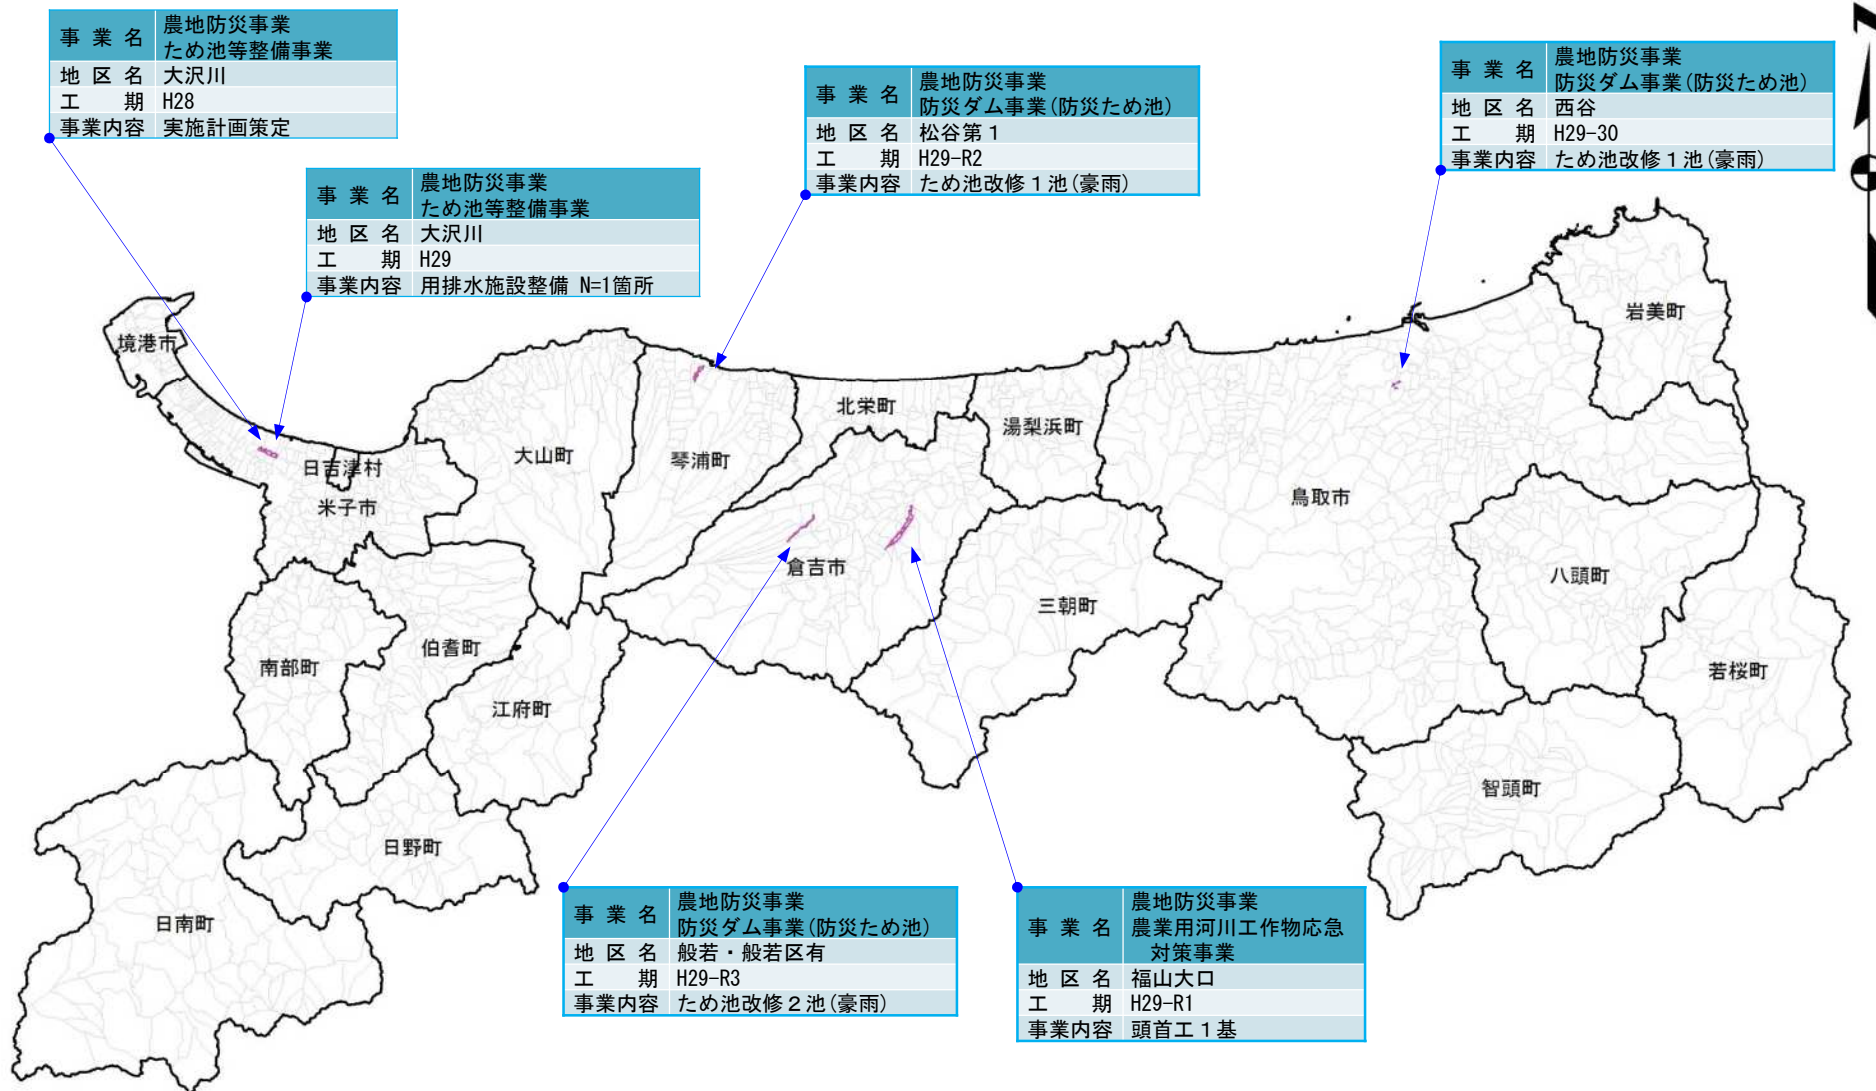 事業名 農地防災事業
ため池等整備事業
地区名 大沢川
工期 H28
事業内容 実施計画策定
事業名 農地防災事業
ため池等整備事業
地区名 大沢川
工期 H29
事業内容 用排水施設整備 N=1箇所
事業名 農地防災事業
防災ダム事業(防災ため池)
地区名 松谷第1
工期 H29-R2
事業内容 ため池改修1池(豪雨)
事業名 農地防災事業
防災ダム事業(防災ため池)
地区名 西谷
工期 H29-30
事業内容 ため池改修1池(豪雨)
境港市
岩美町
北栄町
湯梨浜町
大山町
琴浦町
日吉津村
米子市
鳥取市
倉吉市
八頭町
三朝町
伯耆町
南部町
若桜町
江府町
智頭町
日野町
日南町
事業名 農地防災事業
防災ダム事業(防災ため池)
地区名 般若・般若区有
工期 H29-R3
事業内容 ため池改修2池(豪雨)
事業名 農地防災事業
農業用河川工作物応急
対策事業
地区名 福山大口
工期 H29-R1
事業内容 頭首工1基